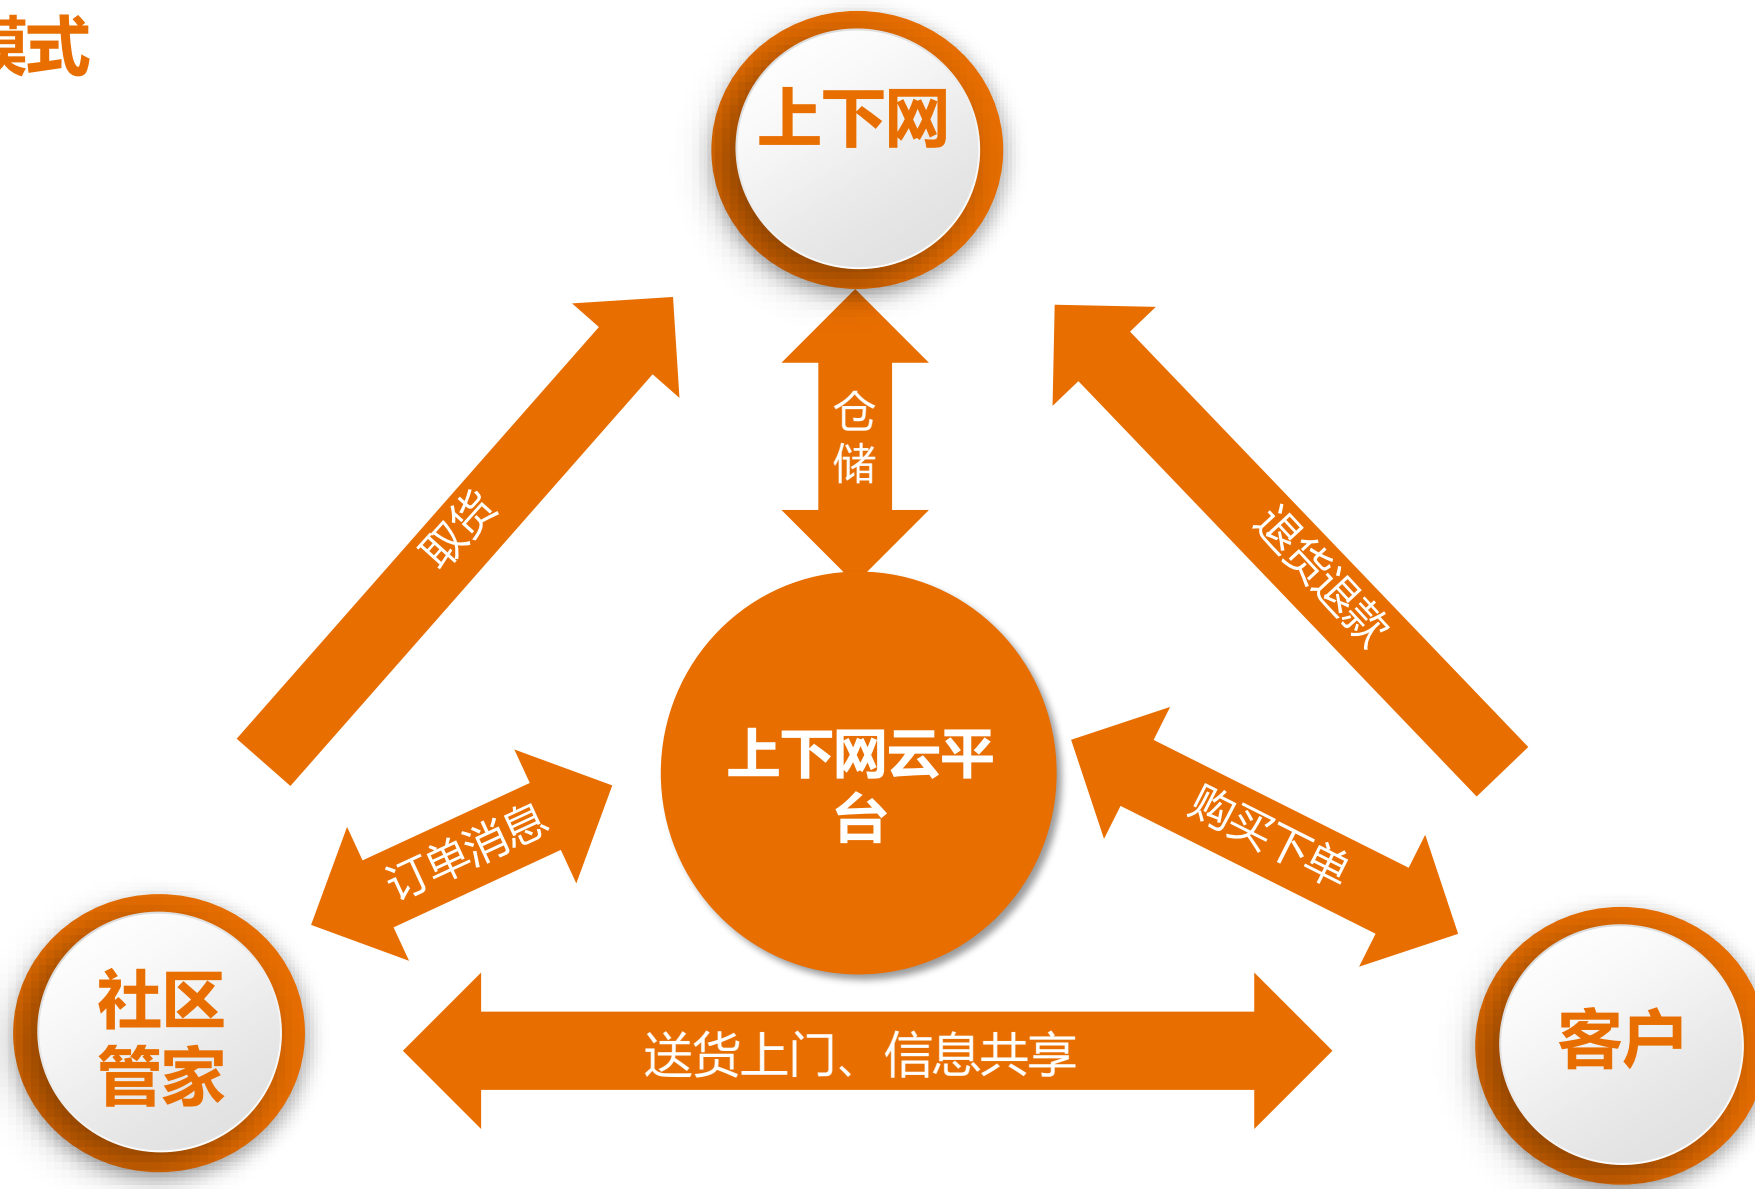 模式
上下网
仓
储
取货
退货退款
上下网云平
台
订单消息
购买下单
社区
管家
送货上门、信息共享
客户